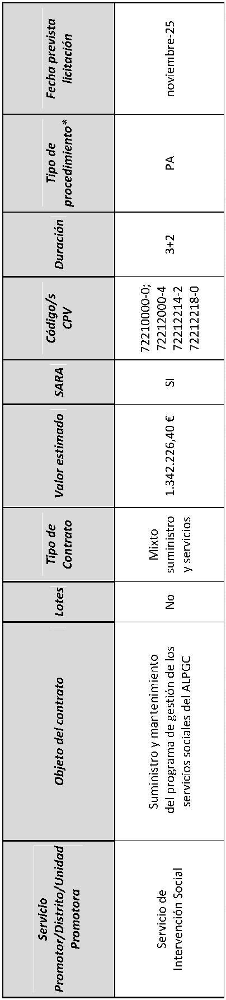 Servicio
Promotor/Distrito/Unidad
Promotora
Objeto del contrato
Lotes
Tipo de
Contrato
Valor estimado
SARA
Código/s
CPV
Duración
Tipo de
procedimiento*
Fecha prevista
licitación
Servicio de
Intervención Social
Suministro y mantenimiento
del programa de gestión de los
servicios sociales del ALPGC
No
Mixto
suministro
y servicios
1.342.226,40 €
SI
72210000-0;
72212000-4
72212214-2
72212218-0
3+2
PA
noviembre-25